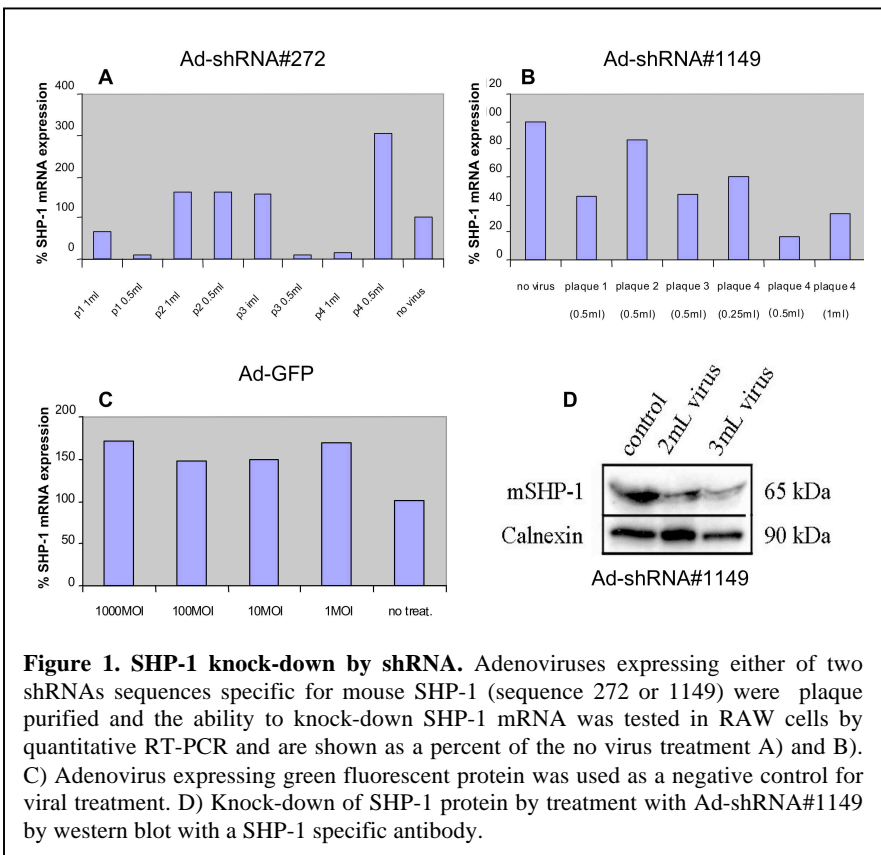 Ad-shRNA#272
A
% SHP-1 mRNA expression
400
300
200
100
0
p1 1ml
p1 0.5ml
p2 1ml
p2 0.5ml
p3 iml
p3 0.5ml
p4 1ml
p4 0.5ml
no virus
Ad-shRNA#1149
B
% SHP-1 mRNA expression
20
00
80
60
40
20
0
no virus
plaque 1
(0.5ml)
plaque 2
(0.5ml)
plaque 3
(0.5ml)
plaque 4
(0.25ml)
plaque 4
(0.5ml)
plaque 4
(1ml)
Ad-GFP
C
% SHP-1 mRNA expression
200
150
100
50
0
1000MOI
100MOI
10MOI
1MOI
no treat.
D
control
2mL virus
3mL virus
mSHP-1
65 kDa
Calnexin
90 kDa
Ad-shRNA#1149
Figure 1. SHP-1 knock-down by shRNA. Adenoviruses expressing either of two
shRNAs sequences specific for mouse SHP-1 (sequence 272 or 1149) were plaque
purified and the ability to knock-down SHP-1 mRNA was tested in RAW cells by
quantitative RT-PCR and are shown as a percent of the no virus treatment A) and B).
C) Adenovirus expressing green fluorescent protein was used as a negative control for
viral treatment. D) Knock-down of SHP-1 protein by treatment with Ad-shRNA#1149
by western blot with a SHP-1 specific antibody.